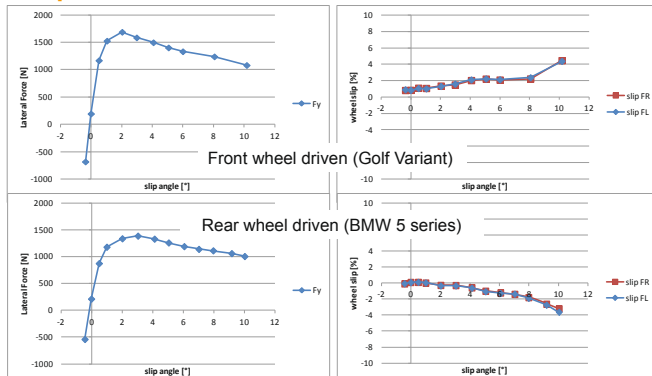 Lateral Force [N]
2000
1500
1000
500
0
-500
-1000
-2 0 2 4 6 8 10 12
slip angle [°]
Fy
wheel slip [%]
10
8
6
4
2
0
-2
-4
-10
-2 0 2 4 6 8 10 12
slip angle [°]
slip FR
slip FL
Front wheel driven (Golf Variant)
Lateral Force [N]
2000
1500
1000
500
0
-500
-1000
-2 0 2 4 6 8 10 12
slip angle [°]
Fy
Rear wheel driven (BMW 5 series)
wheel slip [%]
4
2
0
-2
-4
-6
-8
-10
-2 0 2 4 6 8 10 12
slip angle [°]
slip FR
slip FL